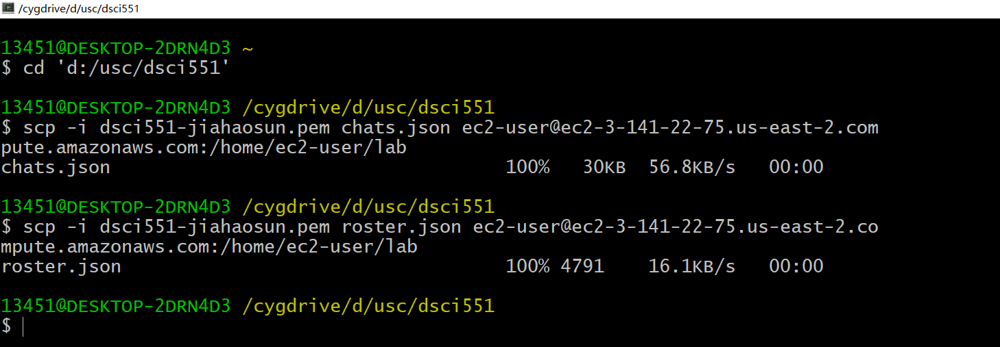 /cygdrive/d/usc/dsci551
13451@DESKTOP-2DRN4D3 ~
$ cd 'd:/usc/dsci551'
13451@DESKTOP-2DRN4D3 /cygdrive/d/usc/dsci551
$ scp -i dsci551-jiahaosun.pem chats.json ec2-user@ec2-3-141-22-75.us-east-2.com
pute.amazonaws.com:/home/ec2-user/lab
chats.json 100% 30KB 56.8KB/s 00:00
13451@DESKTOP-2DRN4D3 /cygdrive/d/usc/dsci551
$ scp -i dsci551-jiahaosun.pem roster.json ec2-user@ec2-3-141-22-75.us-east-2.co
mpute.amazonaws.com:/home/ec2-user/lab
roster.json 100% 4791 16.1KB/s 00:00
13451@DESKTOP-2DRN4D3 /cygdrive/d/usc/dsci551
$